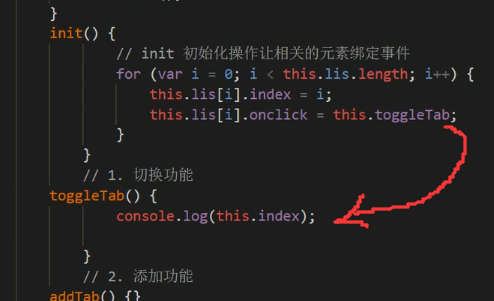 }
init() {
// init 初始化操作让相关的元素绑定事件
for (var i = 0; i < this.lis.length; i++) {
this.lis[i].index = i;
this.lis[i].onclick = this.toggleTab;
}
}
// 1. 切换功能
toggleTab() {
console.log(this.index);
}
// 2. 添加功能
addTab() {}